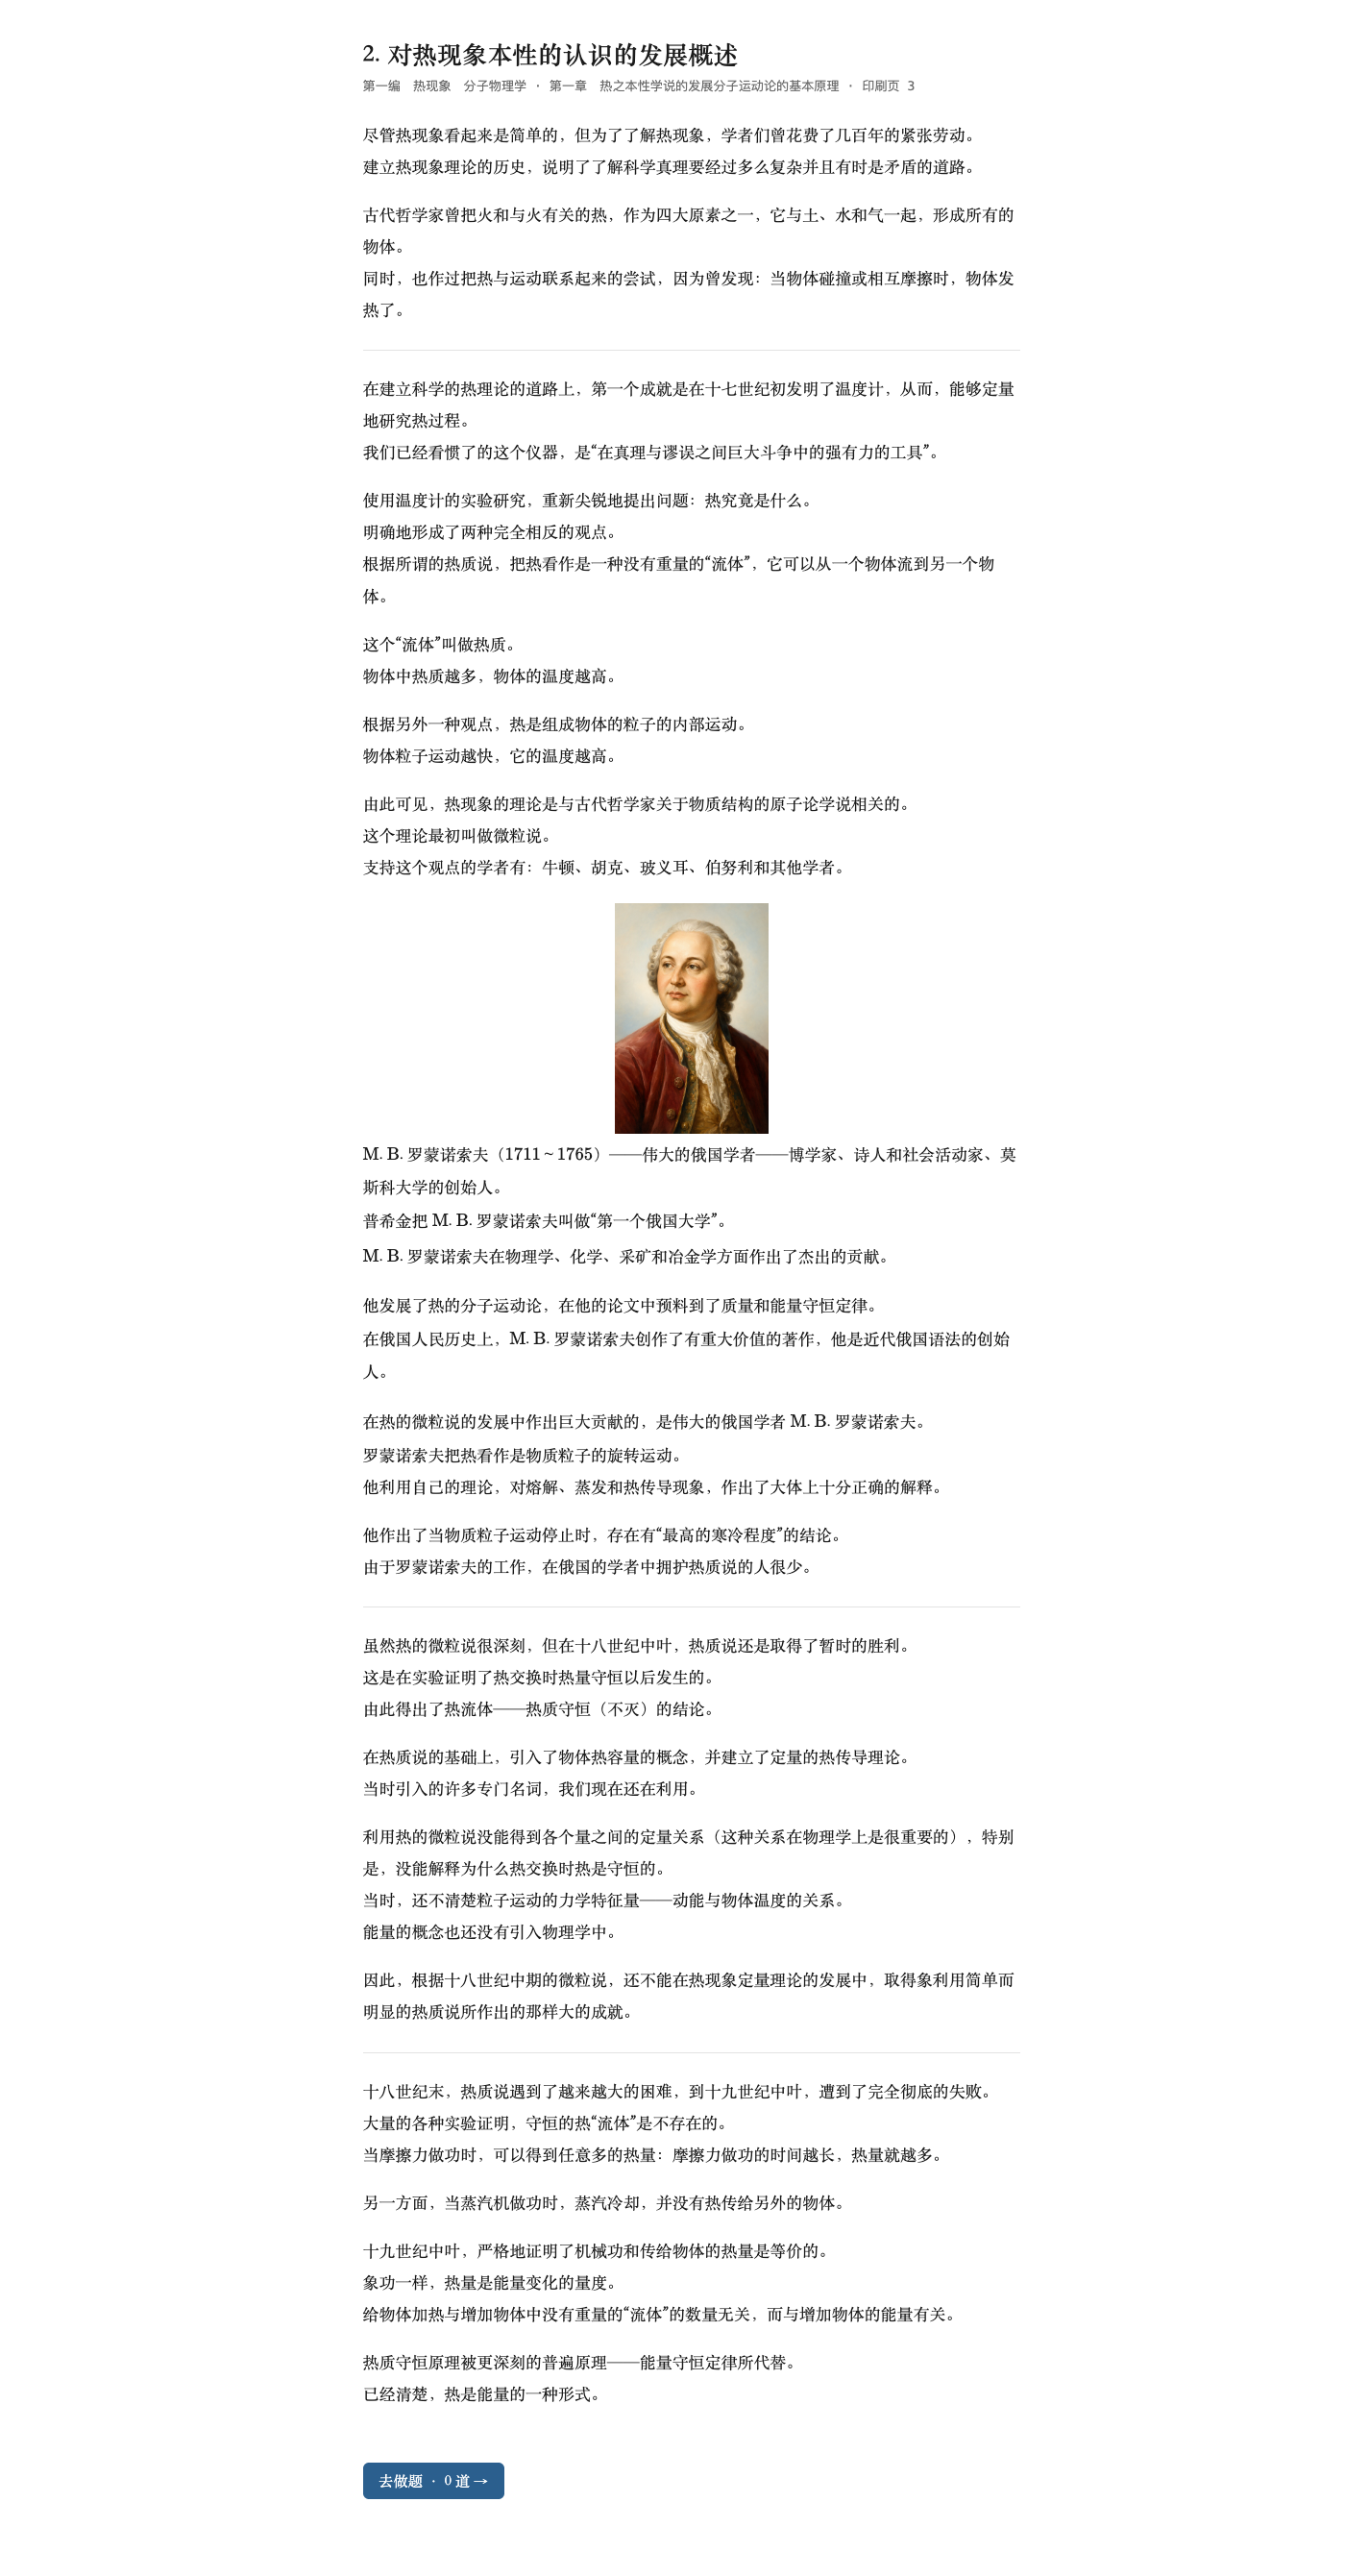 2. 对热现象本性的认识的发展概述
第一编 热现象 分子物理学 · 第一章 热之本性学说的发展分子运动论的基本原理 · 印刷页 3
尽管热现象看起来是简单的，但为了了解热现象，学者们曾花费了几百年的紧张劳动。
建立热现象理论的历史，说明了了解科学真理要经过多么复杂并且有时是矛盾的道路。
古代哲学家曾把火和与火有关的热，作为四大原素之一，它与土、水和气一起，形成所有的
物体。
同时，也作过把热与运动联系起来的尝试，因为曾发现：当物体碰撞或相互摩擦时，物体发
热了。
在建立科学的热理论的道路上，第一个成就是在十七世纪初发明了温度计，从而，能够定量
地研究热过程。
我们已经看惯了的这个仪器，是“在真理与谬误之间巨大斗争中的强有力的工具”。
使用温度计的实验研究，重新尖锐地提出问题：热究竟是什么。
明确地形成了两种完全相反的观点。
根据所谓的热质说，把热看作是一种没有重量的“流体”，它可以从一个物体流到另一个物
体。
这个“流体”叫做热质。
物体中热质越多，物体的温度越高。
根据另外一种观点，热是组成物体的粒子的内部运动。
物体粒子运动越快，它的温度越高。
由此可见，热现象的理论是与古代哲学家关于物质结构的原子论学说相关的。
这个理论最初叫做微粒说。
支持这个观点的学者有：牛顿、胡克、玻义耳、伯努利和其他学者。
M. B. 罗蒙诺索夫（1711 ~ 1765）——伟大的俄国学者——博学家、诗人和社会活动家、莫
斯科大学的创始人。
普希金把 M. B. 罗蒙诺索夫叫做“第一个俄国大学”。
M. B. 罗蒙诺索夫在物理学、化学、采矿和冶金学方面作出了杰出的贡献。
他发展了热的分子运动论，在他的论文中预料到了质量和能量守恒定律。
在俄国人民历史上，M. B. 罗蒙诺索夫创作了有重大价值的著作，他是近代俄国语法的创始
人。
在热的微粒说的发展中作出巨大贡献的，是伟大的俄国学者 M. B. 罗蒙诺索夫。
罗蒙诺索夫把热看作是物质粒子的旋转运动。
他利用自己的理论，对熔解、蒸发和热传导现象，作出了大体上十分正确的解释。
他作出了当物质粒子运动停止时，存在有“最高的寒冷程度”的结论。
由于罗蒙诺索夫的工作，在俄国的学者中拥护热质说的人很少。
虽然热的微粒说很深刻，但在十八世纪中叶，热质说还是取得了暂时的胜利。
这是在实验证明了热交换时热量守恒以后发生的。
由此得出了热流体——热质守恒（不灭）的结论。
在热质说的基础上，引入了物体热容量的概念，并建立了定量的热传导理论。
当时引入的许多专门名词，我们现在还在利用。
利用热的微粒说没能得到各个量之间的定量关系（这种关系在物理学上是很重要的），特别
是，没能解释为什么热交换时热是守恒的。
当时，还不清楚粒子运动的力学特征量——动能与物体温度的关系。
能量的概念也还没有引入物理学中。
因此，根据十八世纪中期的微粒说，还不能在热现象定量理论的发展中，取得象利用简单而
明显的热质说所作出的那样大的成就。
十八世纪末，热质说遇到了越来越大的困难，到十九世纪中叶，遭到了完全彻底的失败。
大量的各种实验证明，守恒的热“流体”是不存在的。
当摩擦力做功时，可以得到任意多的热量：摩擦力做功的时间越长，热量就越多。
另一方面，当蒸汽机做功时，蒸汽冷却，并没有热传给另外的物体。
十九世纪中叶，严格地证明了机械功和传给物体的热量是等价的。
象功一样，热量是能量变化的量度。
给物体加热与增加物体中没有重量的“流体”的数量无关，而与增加物体的能量有关。
热质守恒原理被更深刻的普遍原理——能量守恒定律所代替。
已经清楚，热是能量的一种形式。
去做题 · 0 道 →